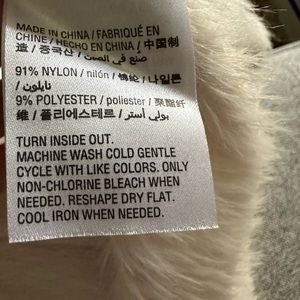 MADE IN CHINA / FABRIQUÉ EN
CHINE / HECHO EN CHINA / 中国制
造 / 중국산 / صنع في الصين
91% NYLON / nilón / 锦纶 / 나일론 /
نايلون
9% POLYESTER / poliester / 聚酯纤
维 / 폴리에스테르 / بولي أستر
TURN INSIDE OUT.
MACHINE WASH COLD GENTLE
CYCLE WITH LIKE COLORS. ONLY
NON-CHLORINE BLEACH WHEN
NEEDED. RESHAPE DRY FLAT.
COOL IRON WHEN NEEDED.